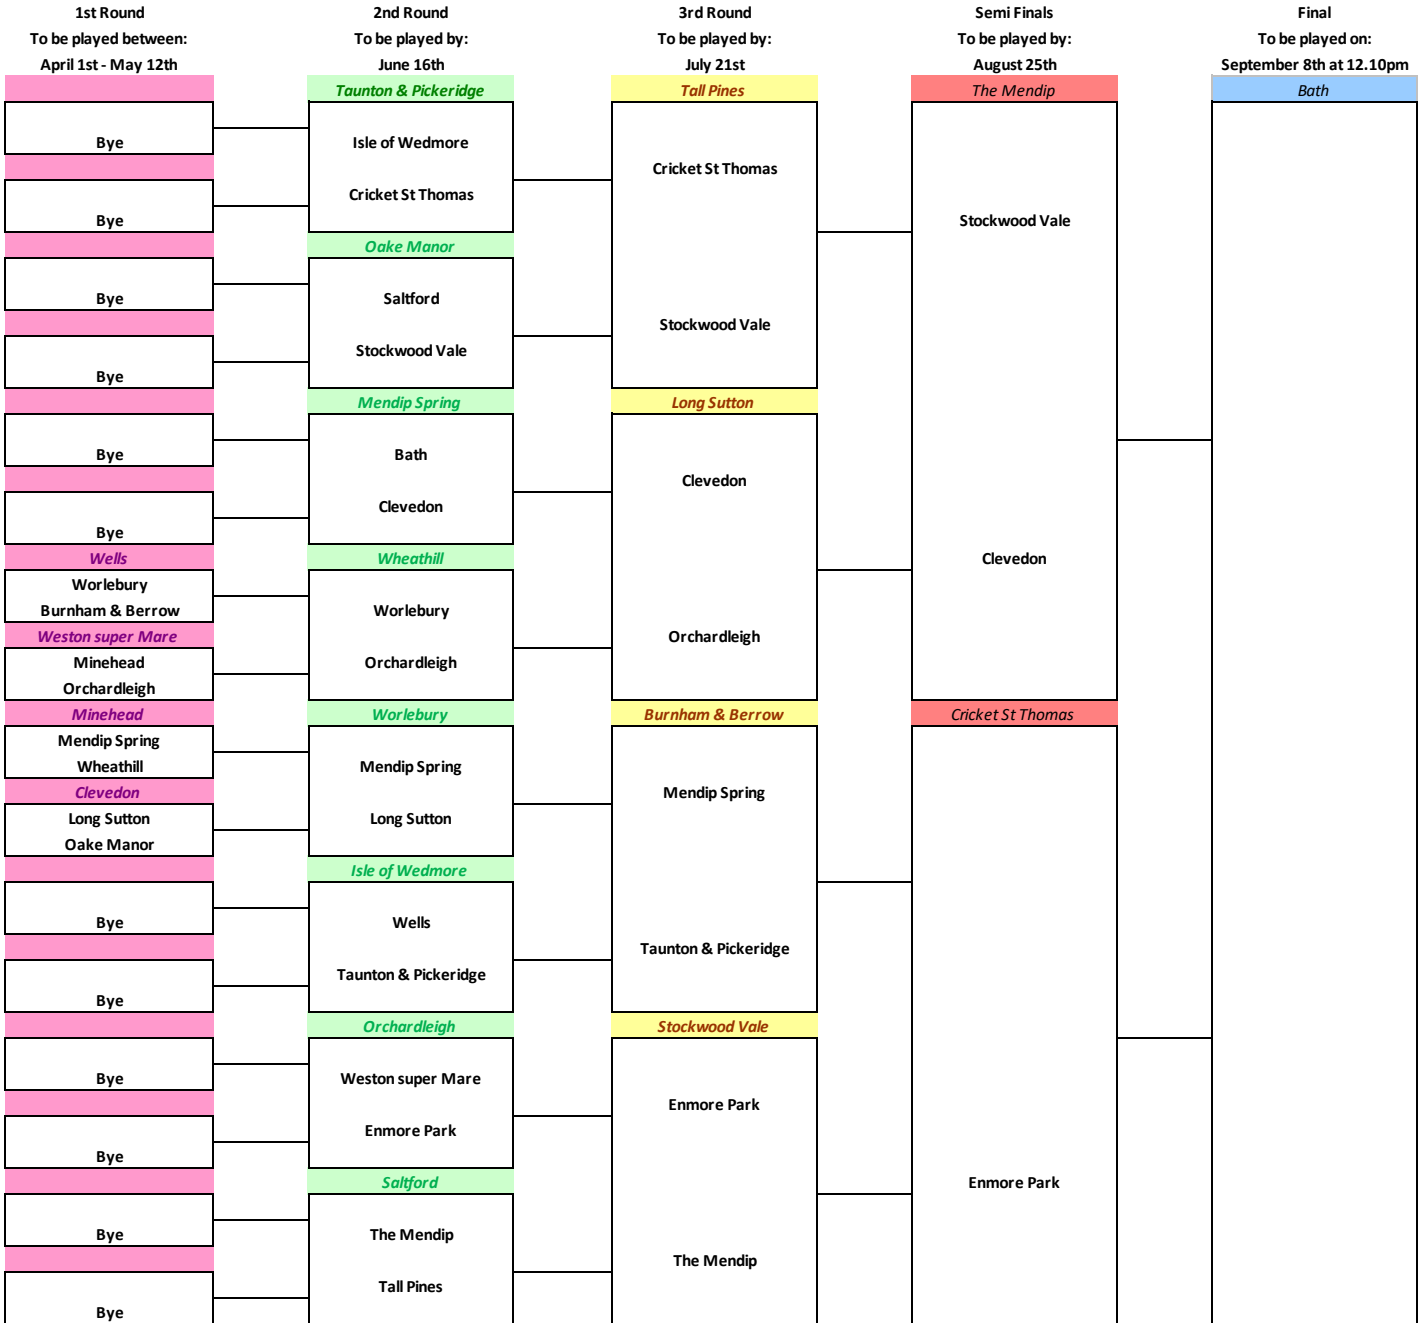 1st Round
To be played between:
April 1st - May 12th
Bye
Bye
Bye
Bye
Bye
Bye
Wells
Worlebury
Burnham & Berrow
Weston super Mare
Minehead
Orchardleigh
Minehead
Mendip Spring
Wheathill
Clevedon
Long Sutton
Oake Manor
Bye
Bye
Bye
Bye
Bye
Bye
2nd Round
To be played by:
June 16th
Taunton & Pickeridge
Isle of Wedmore
Cricket St Thomas
Oake Manor
Saltford
Stockwood Vale
Mendip Spring
Bath
Clevedon
Wheathill
Worlebury
Orchardleigh
Worlebury
Mendip Spring
Long Sutton
Isle of Wedmore
Wells
Taunton & Pickeridge
Orchardleigh
Weston super Mare
Enmore Park
Saltford
The Mendip
Tall Pines
3rd Round
To be played by:
July 21st
Tall Pines
Cricket St Thomas
Stockwood Vale
Long Sutton
Clevedon
Orchardleigh
Burnham & Berrow
Mendip Spring
Taunton & Pickeridge
Stockwood Vale
Enmore Park
The Mendip
Semi Finals
To be played by:
August 25th
The Mendip
Stockwood Vale
Clevedon
Cricket St Thomas
Enmore Park
Final
To be played on:
September 8th at 12.10pm
Bath